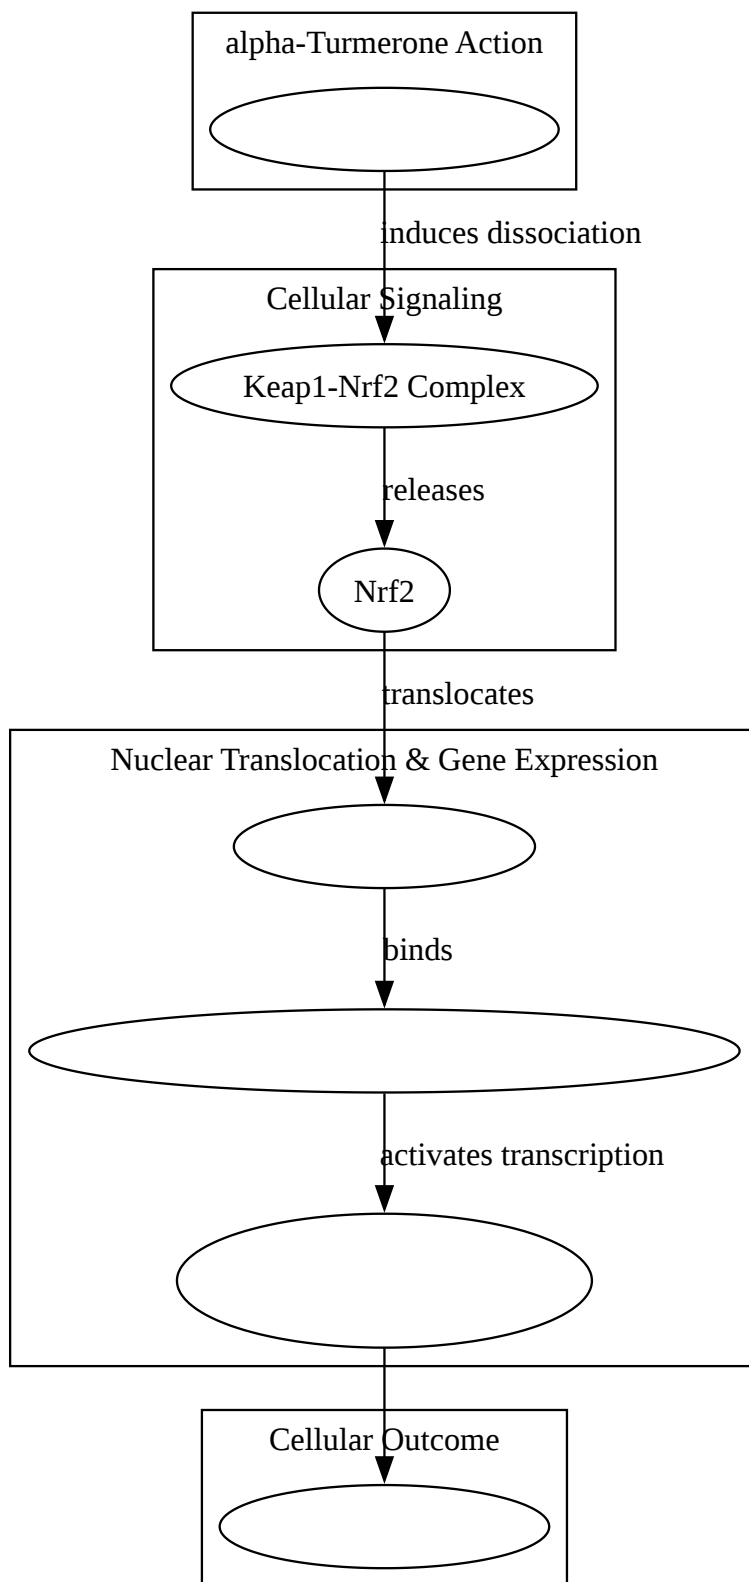 alpha-Turmerone Action
induces dissociation
Cellular Signaling
Keap1-Nrf2 Complex
releases
Nrf2
translocates
Nuclear Translocation & Gene Expression
binds
activates transcription
Cellular Outcome